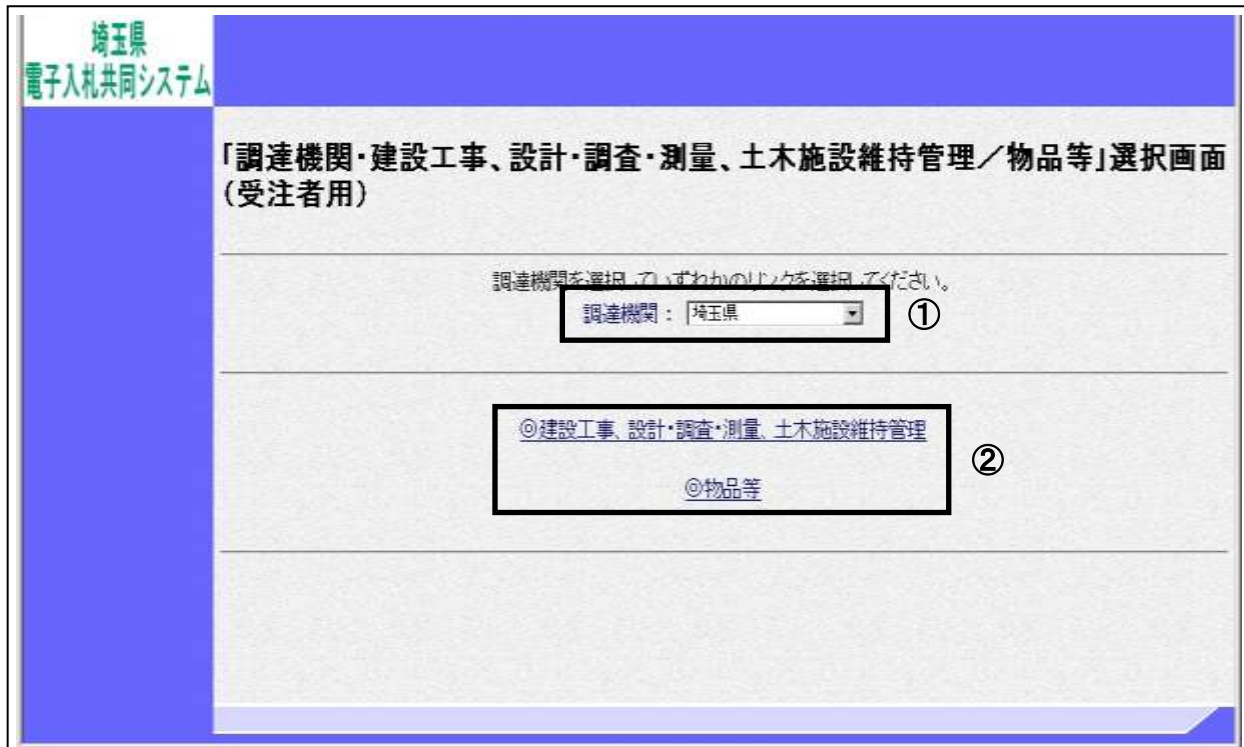 埼玉県
電子入札共同システム
「調達機関・建設工事、設計・調査・測量、土木施設維持管理／物品等」選択画面
（受注者用）
調達機関を選択していずれかのリンクを選択してください。
調達機関： 埼玉県 ①
◎建設工事、設計・調査・測量、土木施設維持管理
②
◎物品等